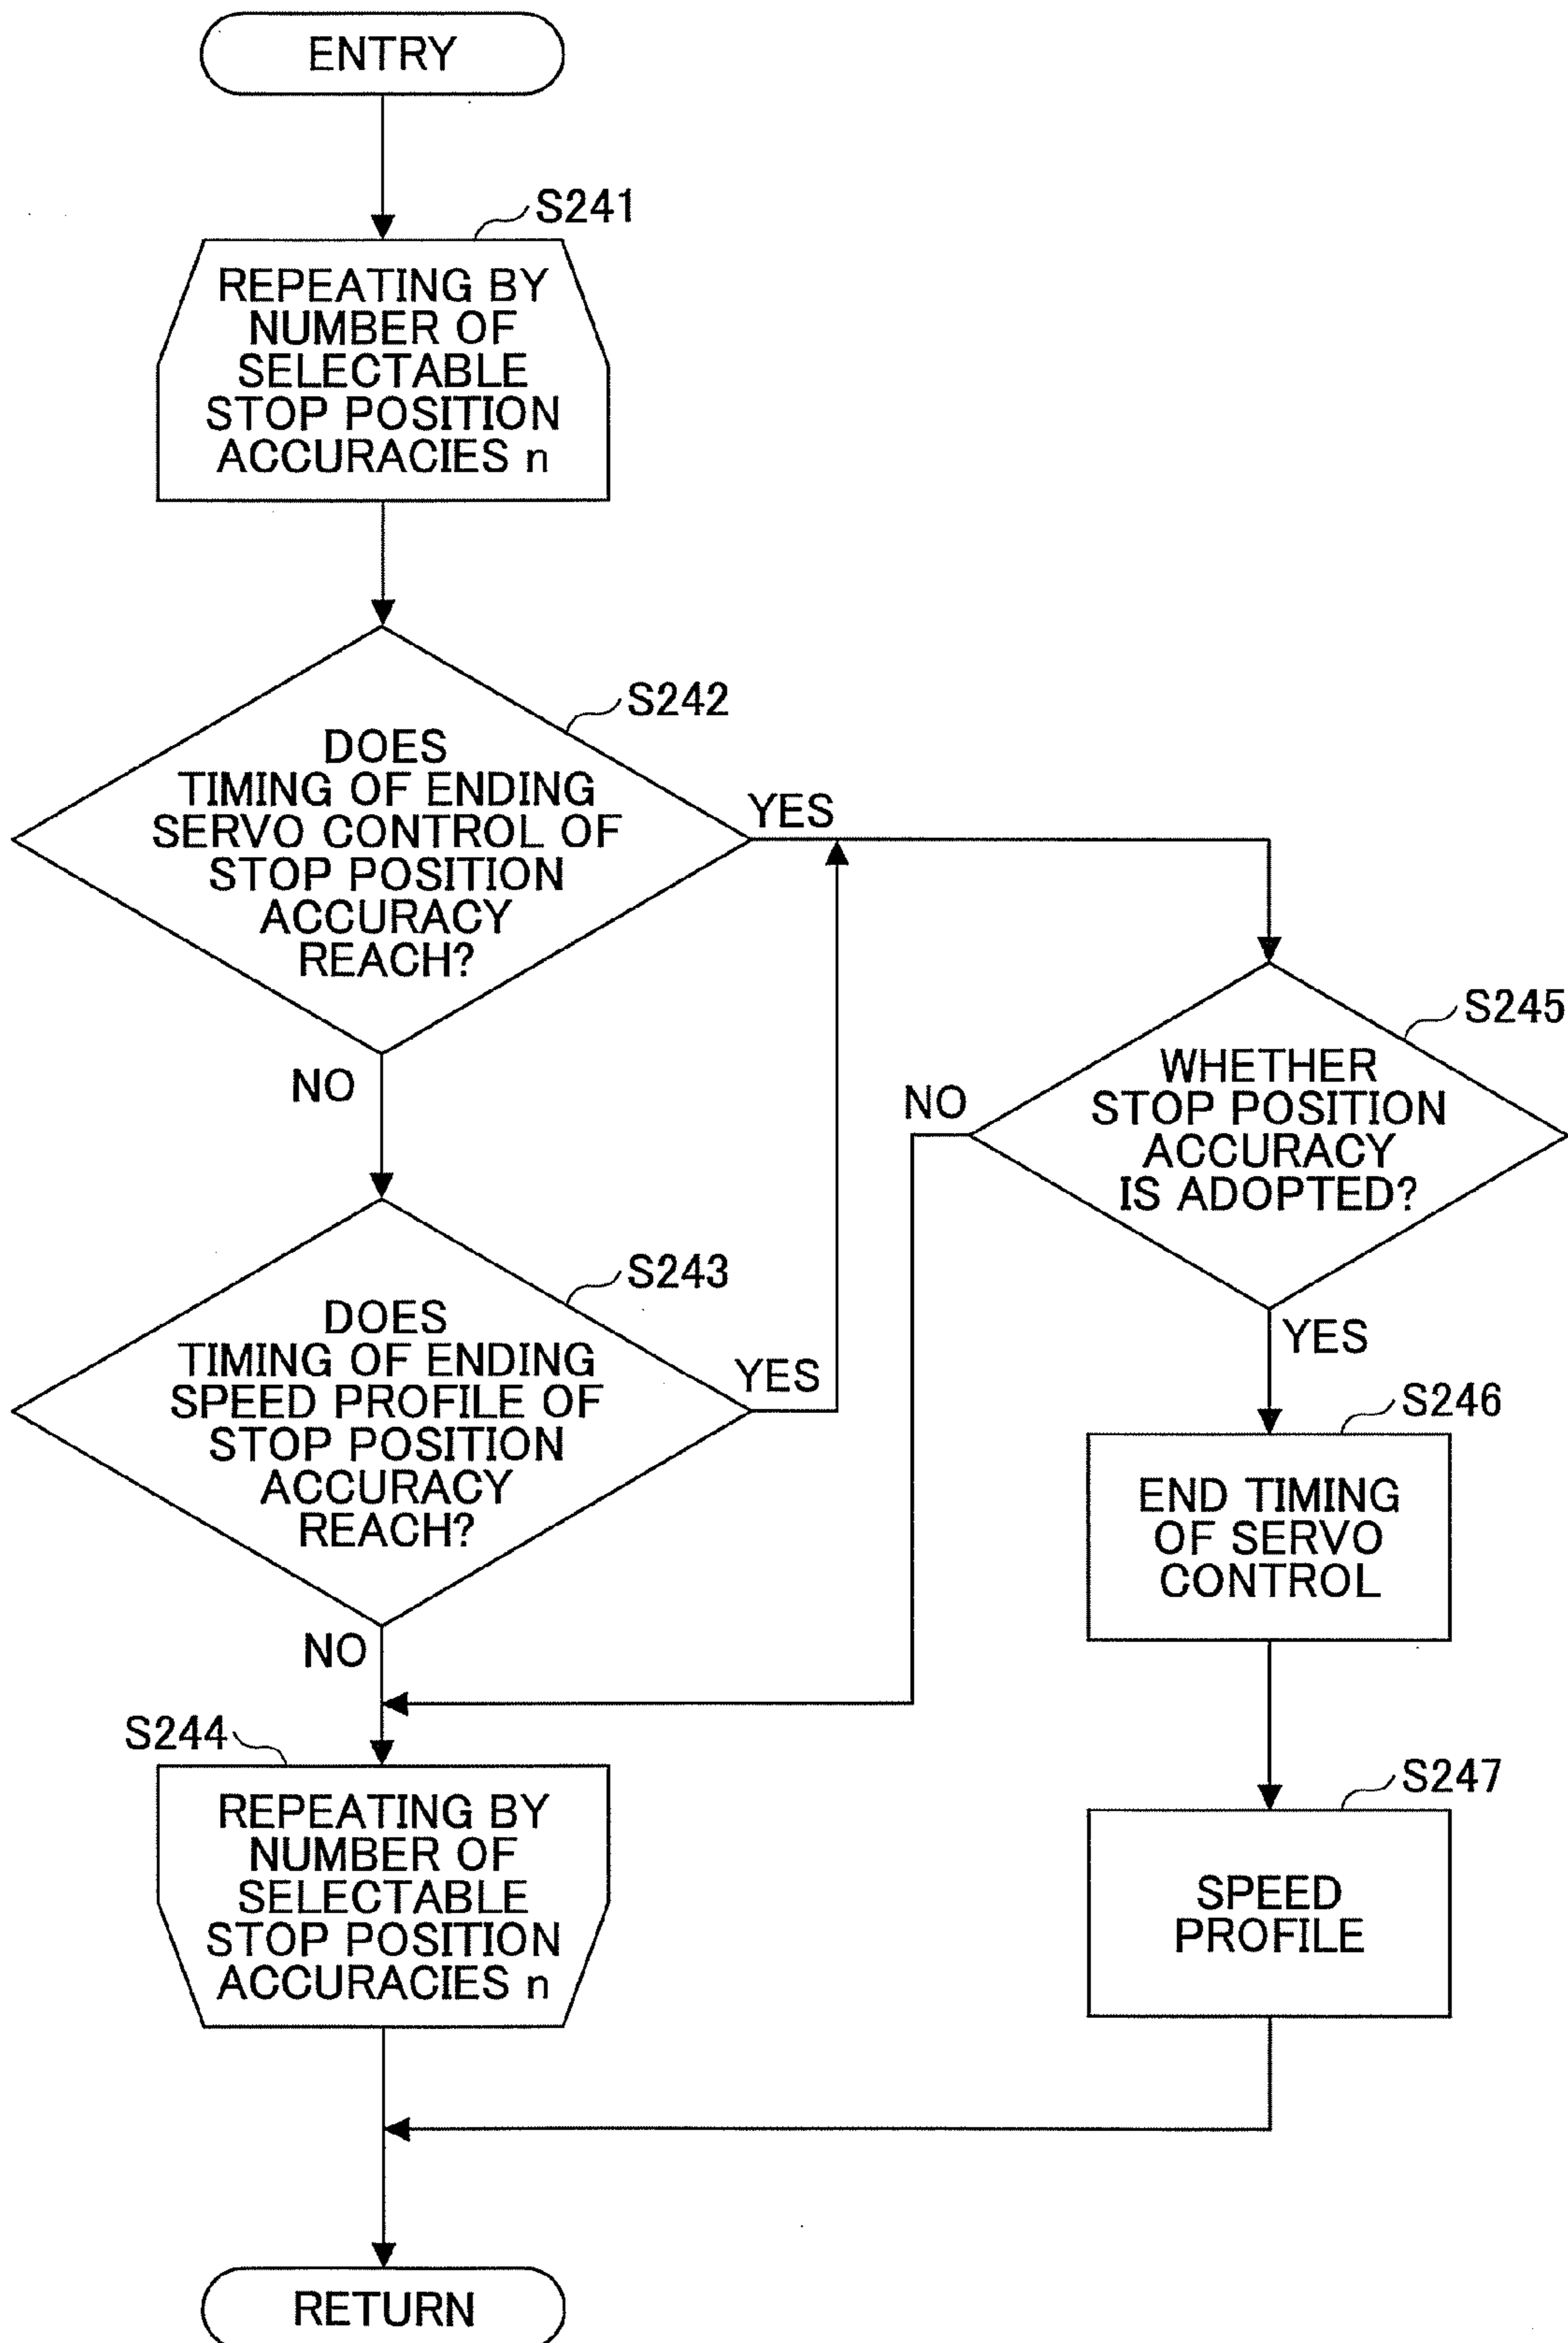 ENTRY
S241
REPEATING BY
NUMBER OF
SELECTABLE
STOP POSITION
ACCURACIES n
S242
DOES
TIMING OF ENDING
SERVO CONTROL OF
STOP POSITION
ACCURACY
REACH?
YES
NO
S243
DOES
TIMING OF ENDING
SPEED PROFILE OF
STOP POSITION
ACCURACY
REACH?
YES
NO
S244
REPEATING BY
NUMBER OF
SELECTABLE
STOP POSITION
ACCURACIES n
S245
WHETHER
STOP POSITION
ACCURACY
IS ADOPTED?
NO
YES
S246
END TIMING
OF SERVO
CONTROL
S247
SPEED
PROFILE
RETURN